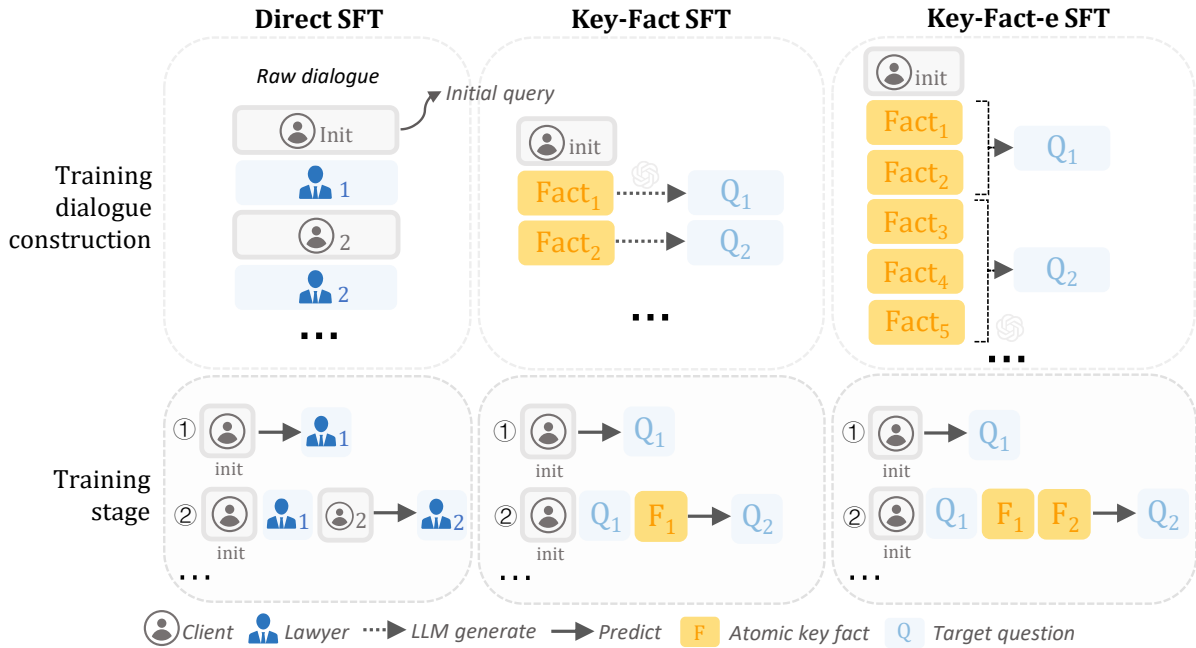 Direct SFT
Key-Fact SFT
Key-Fact-e SFT
Training
dialogue
construction
Raw dialogue
Initial query
Init
1
2
2
...
init
Fact1
Q1
Fact2
Q2
...
init
Fact1
Fact2
Fact3
Fact4
Fact5
Q1
Q2
...
Training
stage
①
1
init
②
1
2
2
init
...
①
Q1
init
②
Q1
F1
Q2
init
...
①
Q1
init
②
Q1
F1
F2
Q2
init
...
Client
Lawyer
LLM generate
Predict
F
Atomic key fact
Q
Target question